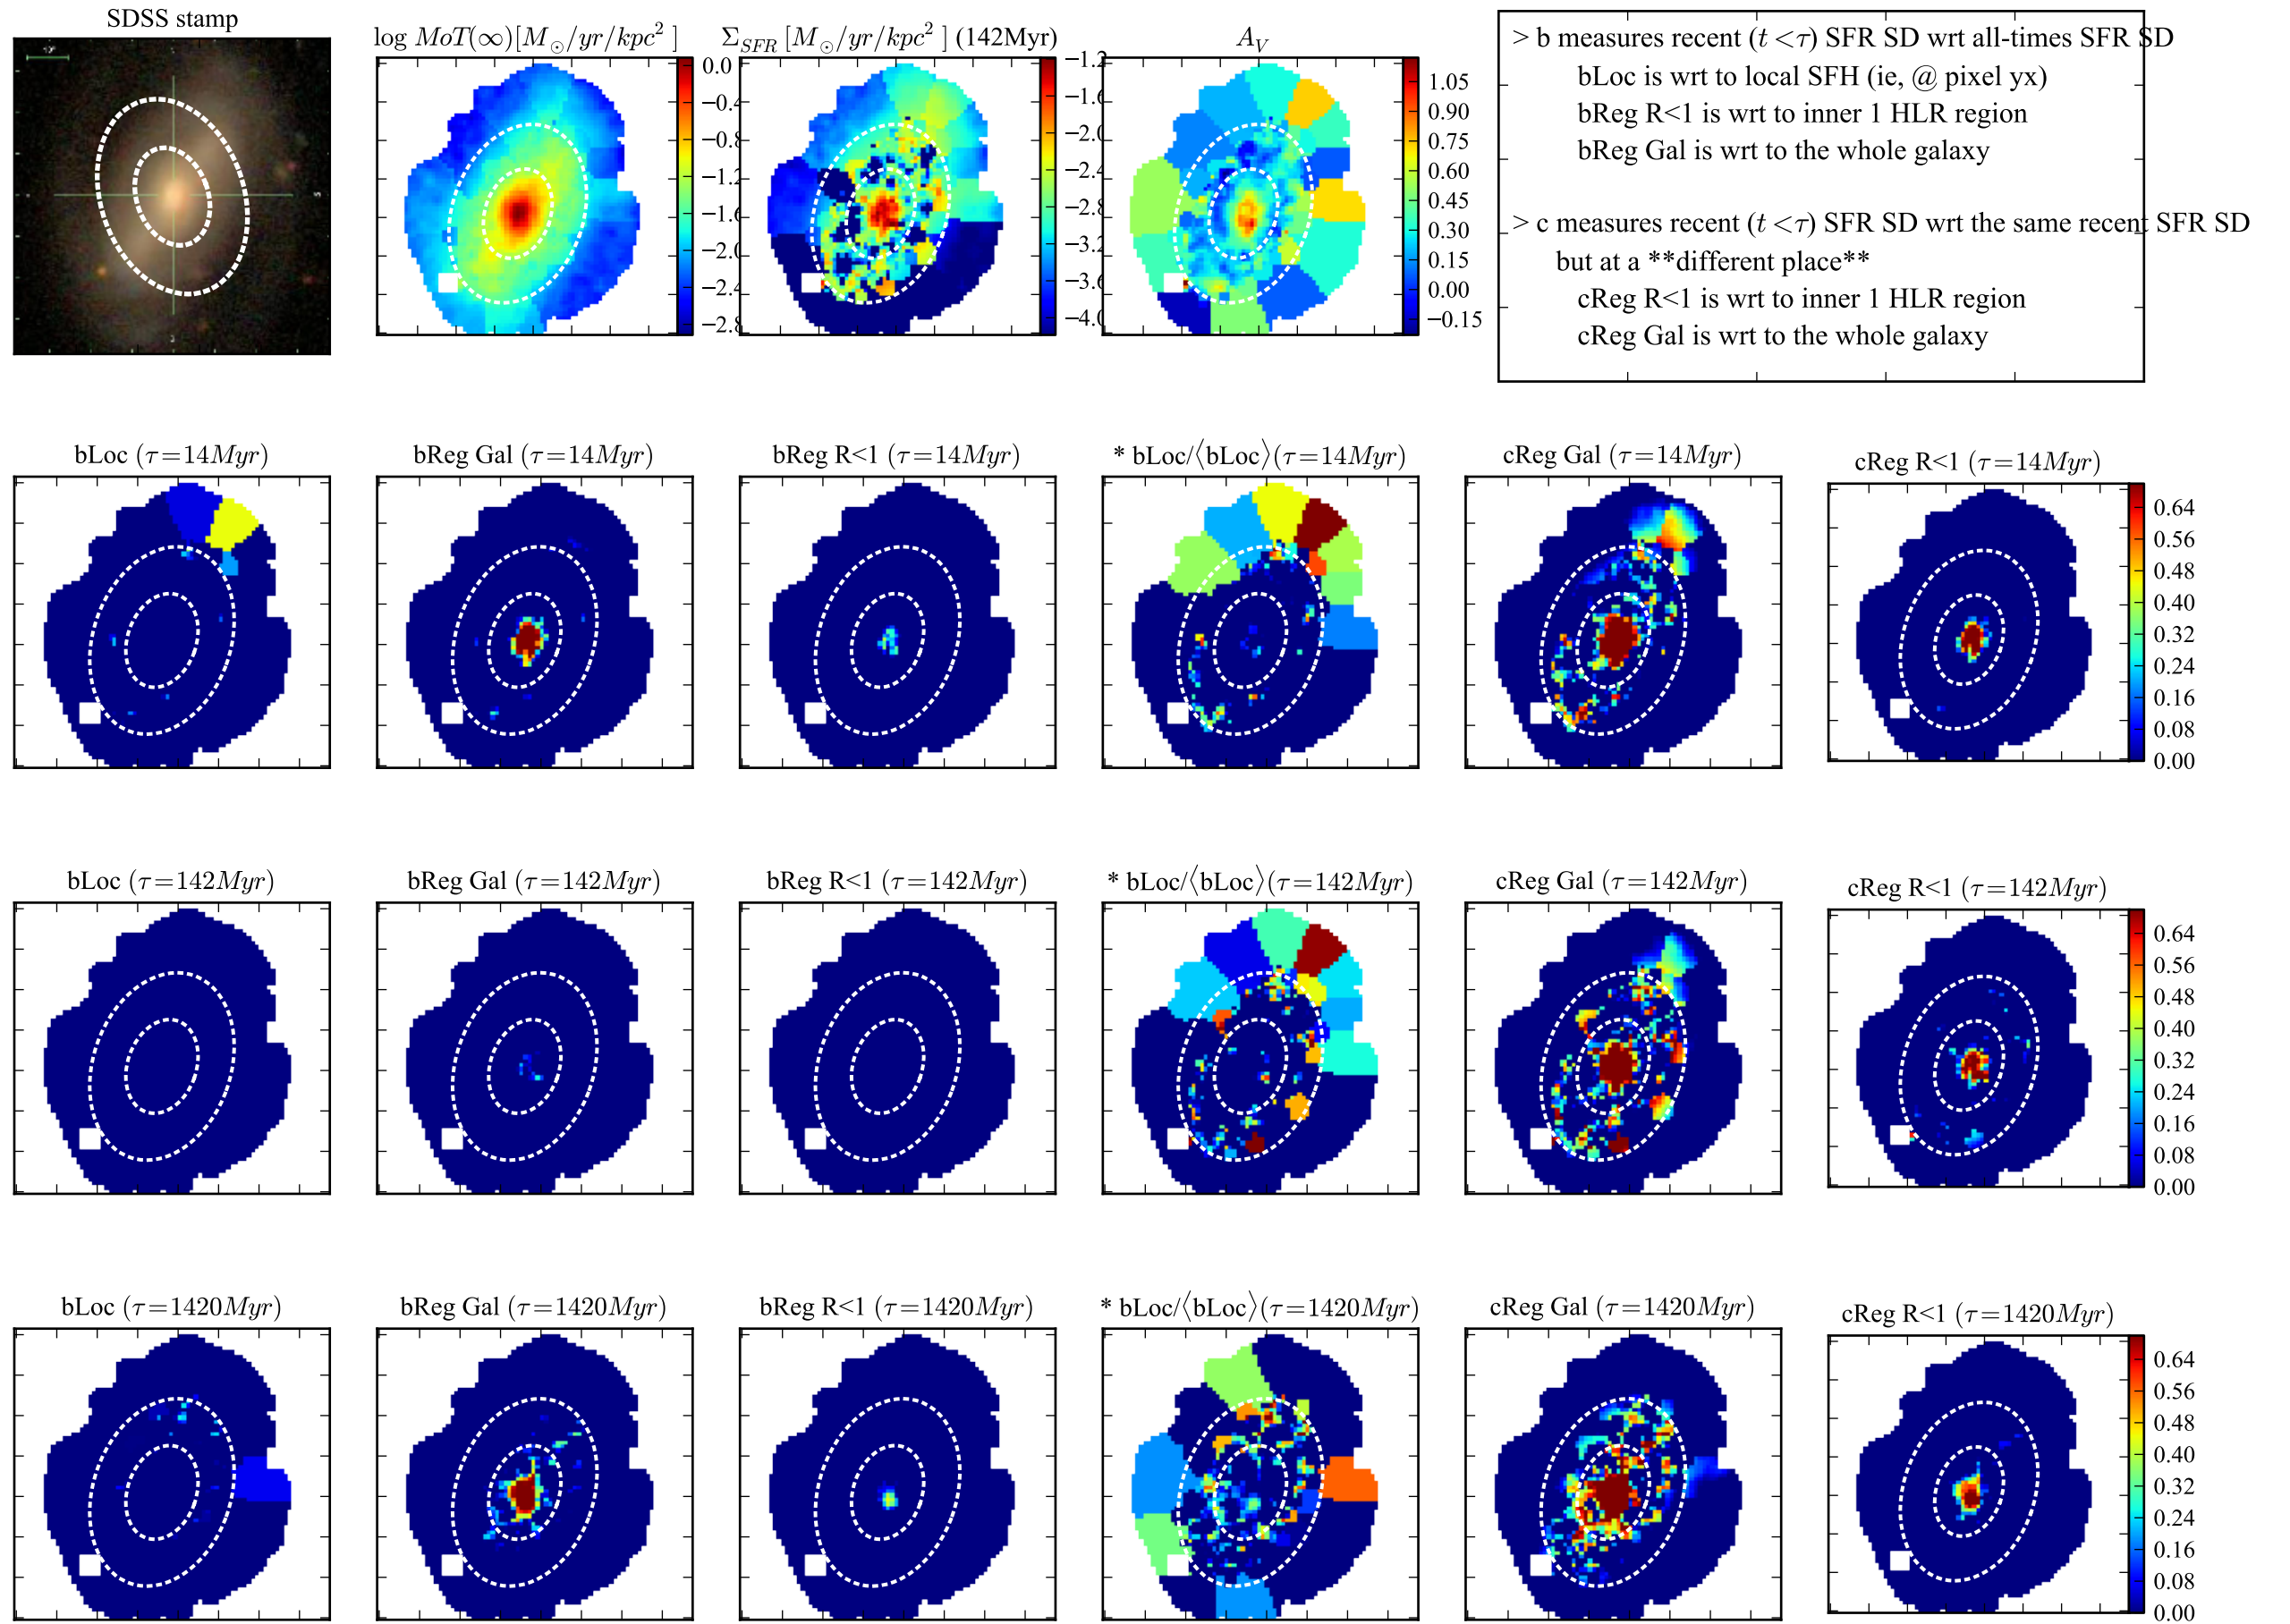 SDSS stamp
log MoT(∞)[M⊙/yr/kpc² ]
Σ_SFR [M⊙/yr/kpc² ] (142Myr)
A_V
0.0
−0.4
−0.8
−1.2
−1.6
−2.0
−2.4
−2.8
−1.2
−1.6
−2.0
−2.4
−2.8
−3.2
−3.6
−4.0
1.05
0.90
0.75
0.60
0.45
0.30
0.15
0.00
−0.15
> b measures recent (t <τ) SFR SD wrt all-times SFR SD
bLoc is wrt to local SFH (ie, @ pixel yx)
bReg R<1 is wrt to inner 1 HLR region
bReg Gal is wrt to the whole galaxy
> c measures recent (t <τ) SFR SD wrt the same recent SFR SD
but at a **different place**
cReg R<1 is wrt to inner 1 HLR region
cReg Gal is wrt to the whole galaxy
bLoc (τ=14Myr)
bReg Gal (τ=14Myr)
bReg R<1 (τ=14Myr)
* bLoc/⟨bLoc⟩(τ=14Myr)
cReg Gal (τ=14Myr)
cReg R<1 (τ=14Myr)
0.64
0.56
0.48
0.40
0.32
0.24
0.16
0.08
0.00
bLoc (τ=142Myr)
bReg Gal (τ=142Myr)
bReg R<1 (τ=142Myr)
* bLoc/⟨bLoc⟩(τ=142Myr)
cReg Gal (τ=142Myr)
cReg R<1 (τ=142Myr)
0.64
0.56
0.48
0.40
0.32
0.24
0.16
0.08
0.00
bLoc (τ=1420Myr)
bReg Gal (τ=1420Myr)
bReg R<1 (τ=1420Myr)
* bLoc/⟨bLoc⟩(τ=1420Myr)
cReg Gal (τ=1420Myr)
cReg R<1 (τ=1420Myr)
0.64
0.56
0.48
0.40
0.32
0.24
0.16
0.08
0.00